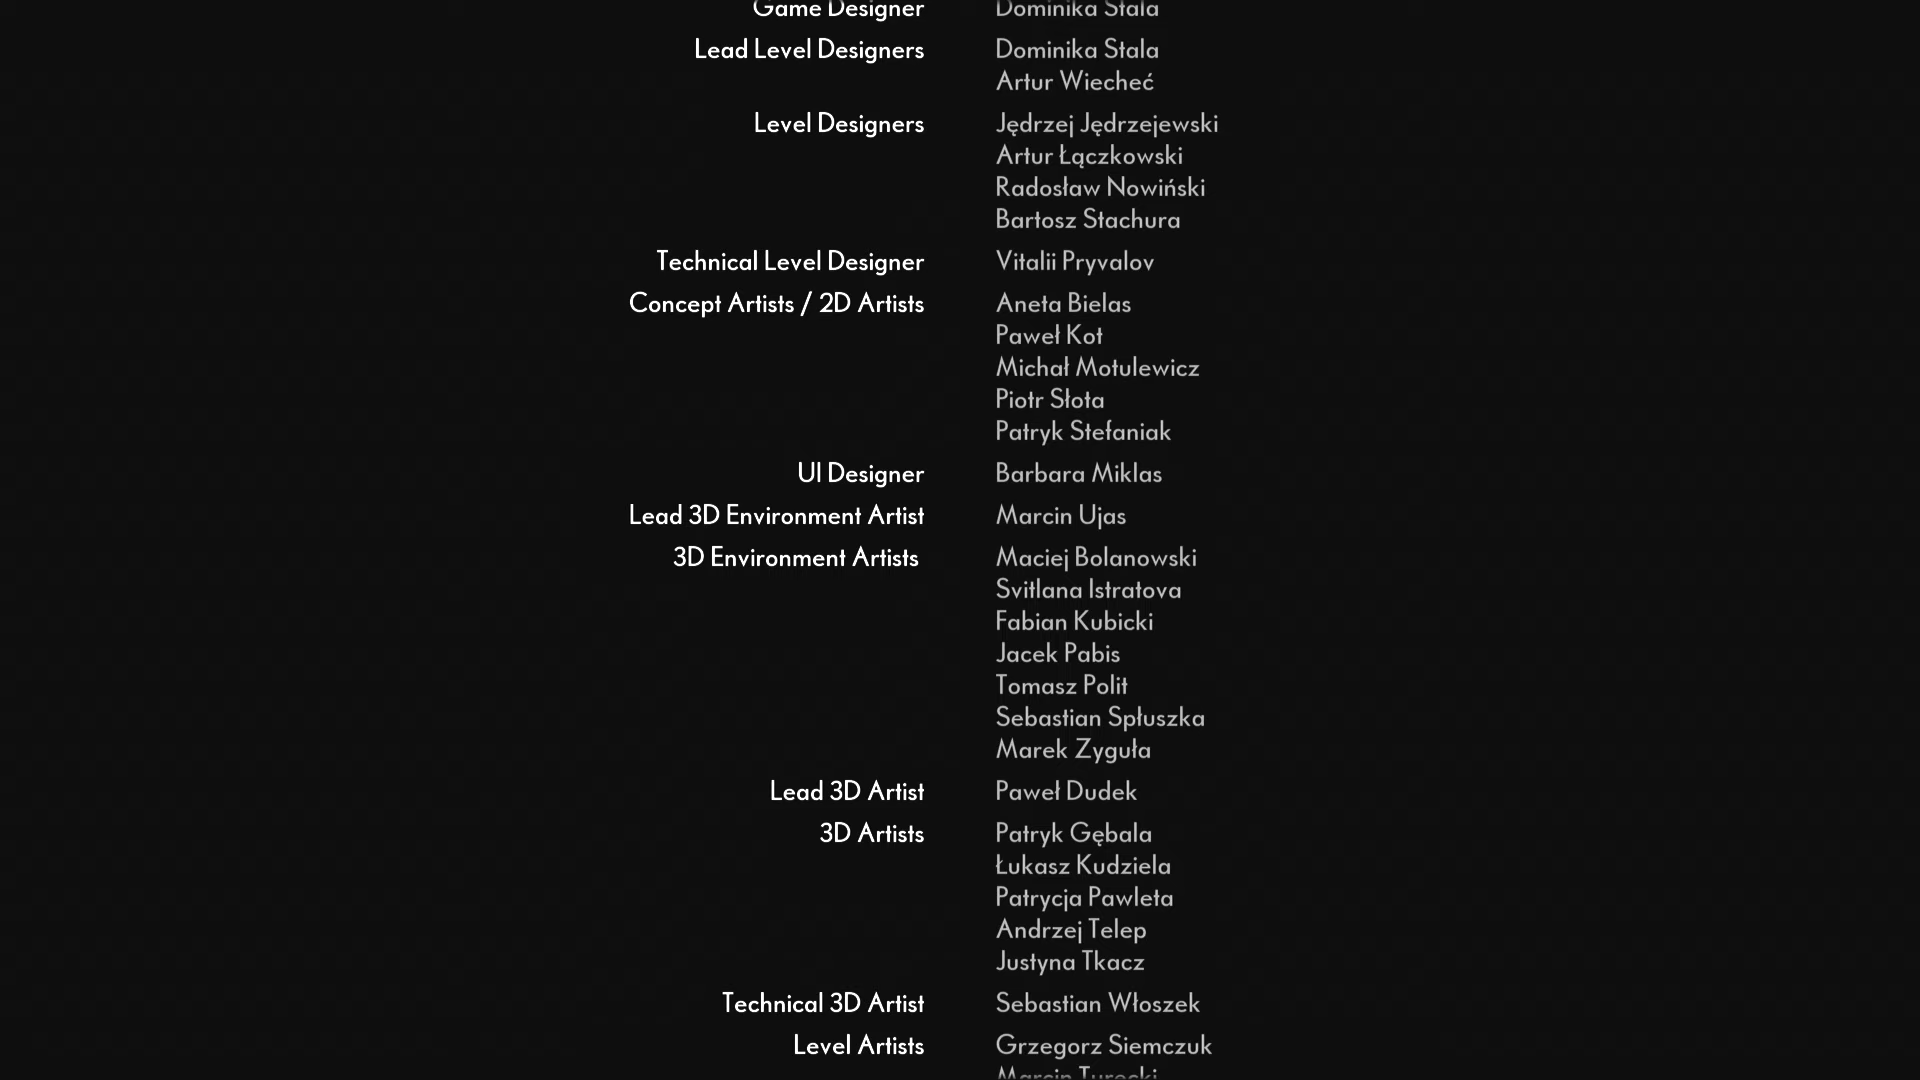 Game Designer Dominika Stala
Lead Level Designers Dominika Stala
Artur Wiecheć
Level Designers Jędrzej Jędrzejewski
Artur Łączkowski
Radosław Nowiński
Bartosz Stachura
Technical Level Designer Vitalii Pryvalov
Concept Artists / 2D Artists Aneta Bielas
Paweł Kot
Michał Motulewicz
Piotr Słota
Patryk Stefaniak
UI Designer Barbara Miklas
Lead 3D Environment Artist Marcin Ujas
3D Environment Artists Maciej Bolanowski
Svitlana Istratova
Fabian Kubicki
Jacek Pabis
Tomasz Polit
Sebastian Spłuszka
Marek Zyguła
Lead 3D Artist Paweł Dudek
3D Artists Patryk Gębala
Łukasz Kudziela
Patrycja Pawleta
Andrzej Telep
Justyna Tkacz
Technical 3D Artist Sebastian Włoszek
Level Artists Grzegorz Siemczuk
Marcin Turecki